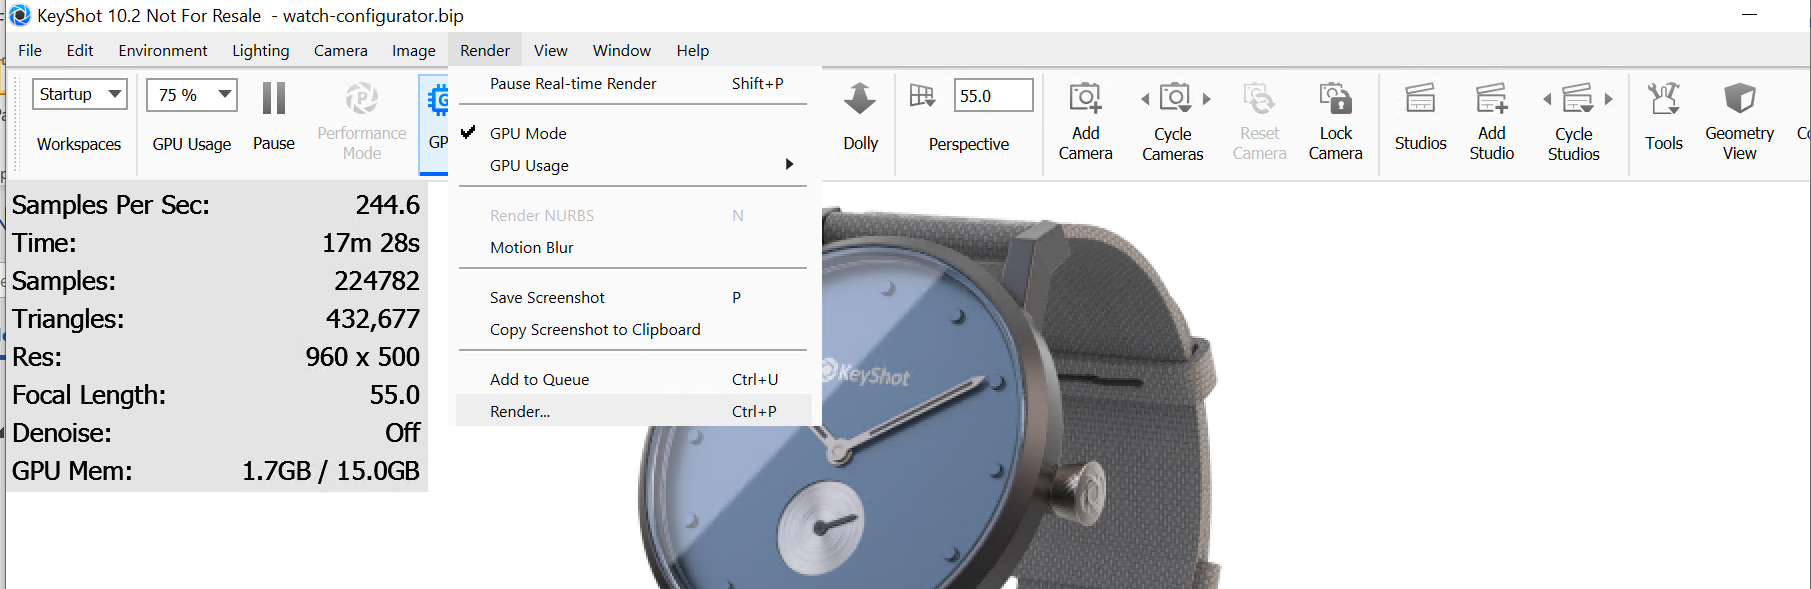 KeyShot 10.2 Not For Resale - watch-configurator.bip
File Edit Environment Lighting Camera Image Render View Window Help
Startup
Workspaces
75 %
GPU Usage
Pause
Performance
Mode
Dolly
55.0
Perspective
Add
Camera
Cycle
Cameras
Reset
Camera
Lock
Camera
Studios
Add
Studio
Cycle
Studios
Tools
Geometry
View
Pause Real-time Render Shift+P
GPU Mode
GPU Usage
Render NURBS N
Motion Blur
Save Screenshot P
Copy Screenshot to Clipboard
Add to Queue Ctrl+U
Render... Ctrl+P
Samples Per Sec: 244.6
Time: 17m 28s
Samples: 224782
Triangles: 432,677
Res: 960 x 500
Focal Length: 55.0
Denoise: Off
GPU Mem: 1.7GB / 15.0GB
KeyShot